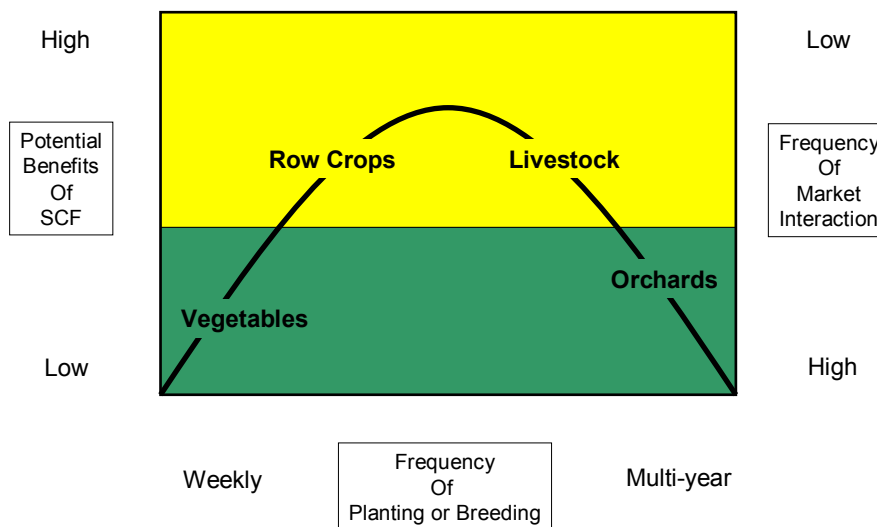 High
Low
Potential
Benefits
Of
SCF
Row Crops
Livestock
Frequency
Of
Market
Interaction
Orchards
Vegetables
Low
High
Weekly
Frequency
Of
Planting or Breeding
Multi-year